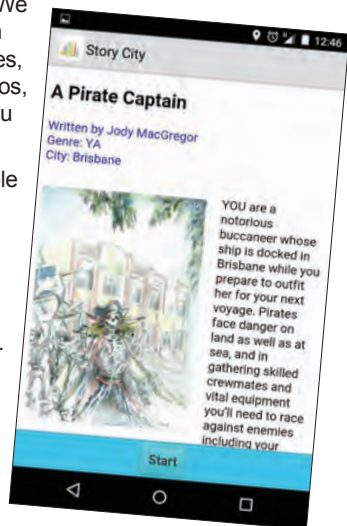 We
es,
os,
u
le
12:46
Story City
A Pirate Captain
Written by Jody MacGregor
Genre: YA
City: Brisbane
YOU are a
notorious
buccaneer whose
ship is docked in
Brisbane while you
prepare to outfit
her for your next
voyage. Pirates
face danger on
land as well as at
sea, and in
gathering skilled
crewmates and
vital equipment
you'll need to race
against enemies
including your
Start